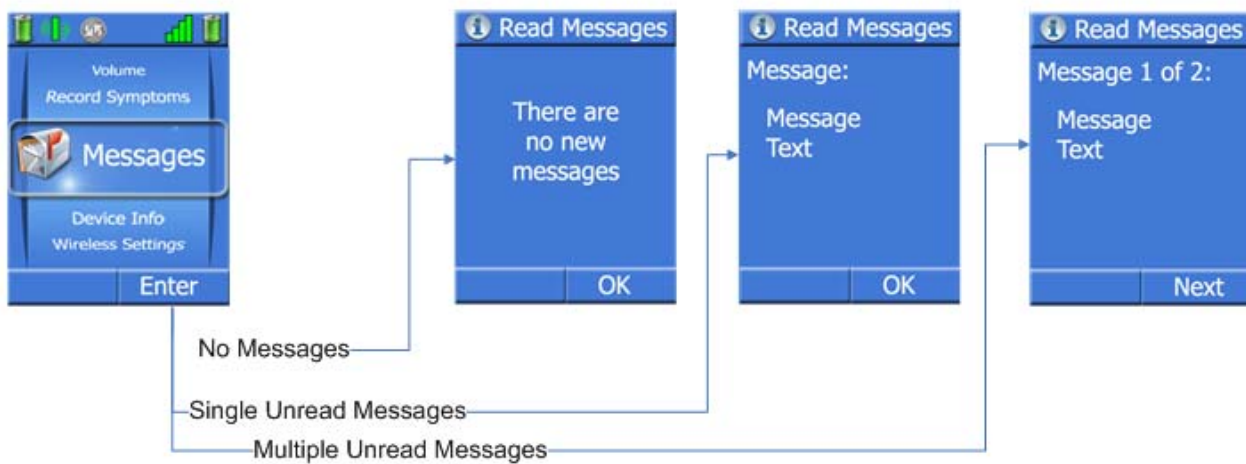 Volume
Record Symptoms
Messages
Device Info
Wireless Settings
Enter
Read Messages
There are
no new
messages
OK
Read Messages
Message:
Message
Text
OK
Read Messages
Message 1 of 2:
Message
Text
Next
No Messages
Single Unread Messages
Multiple Unread Messages